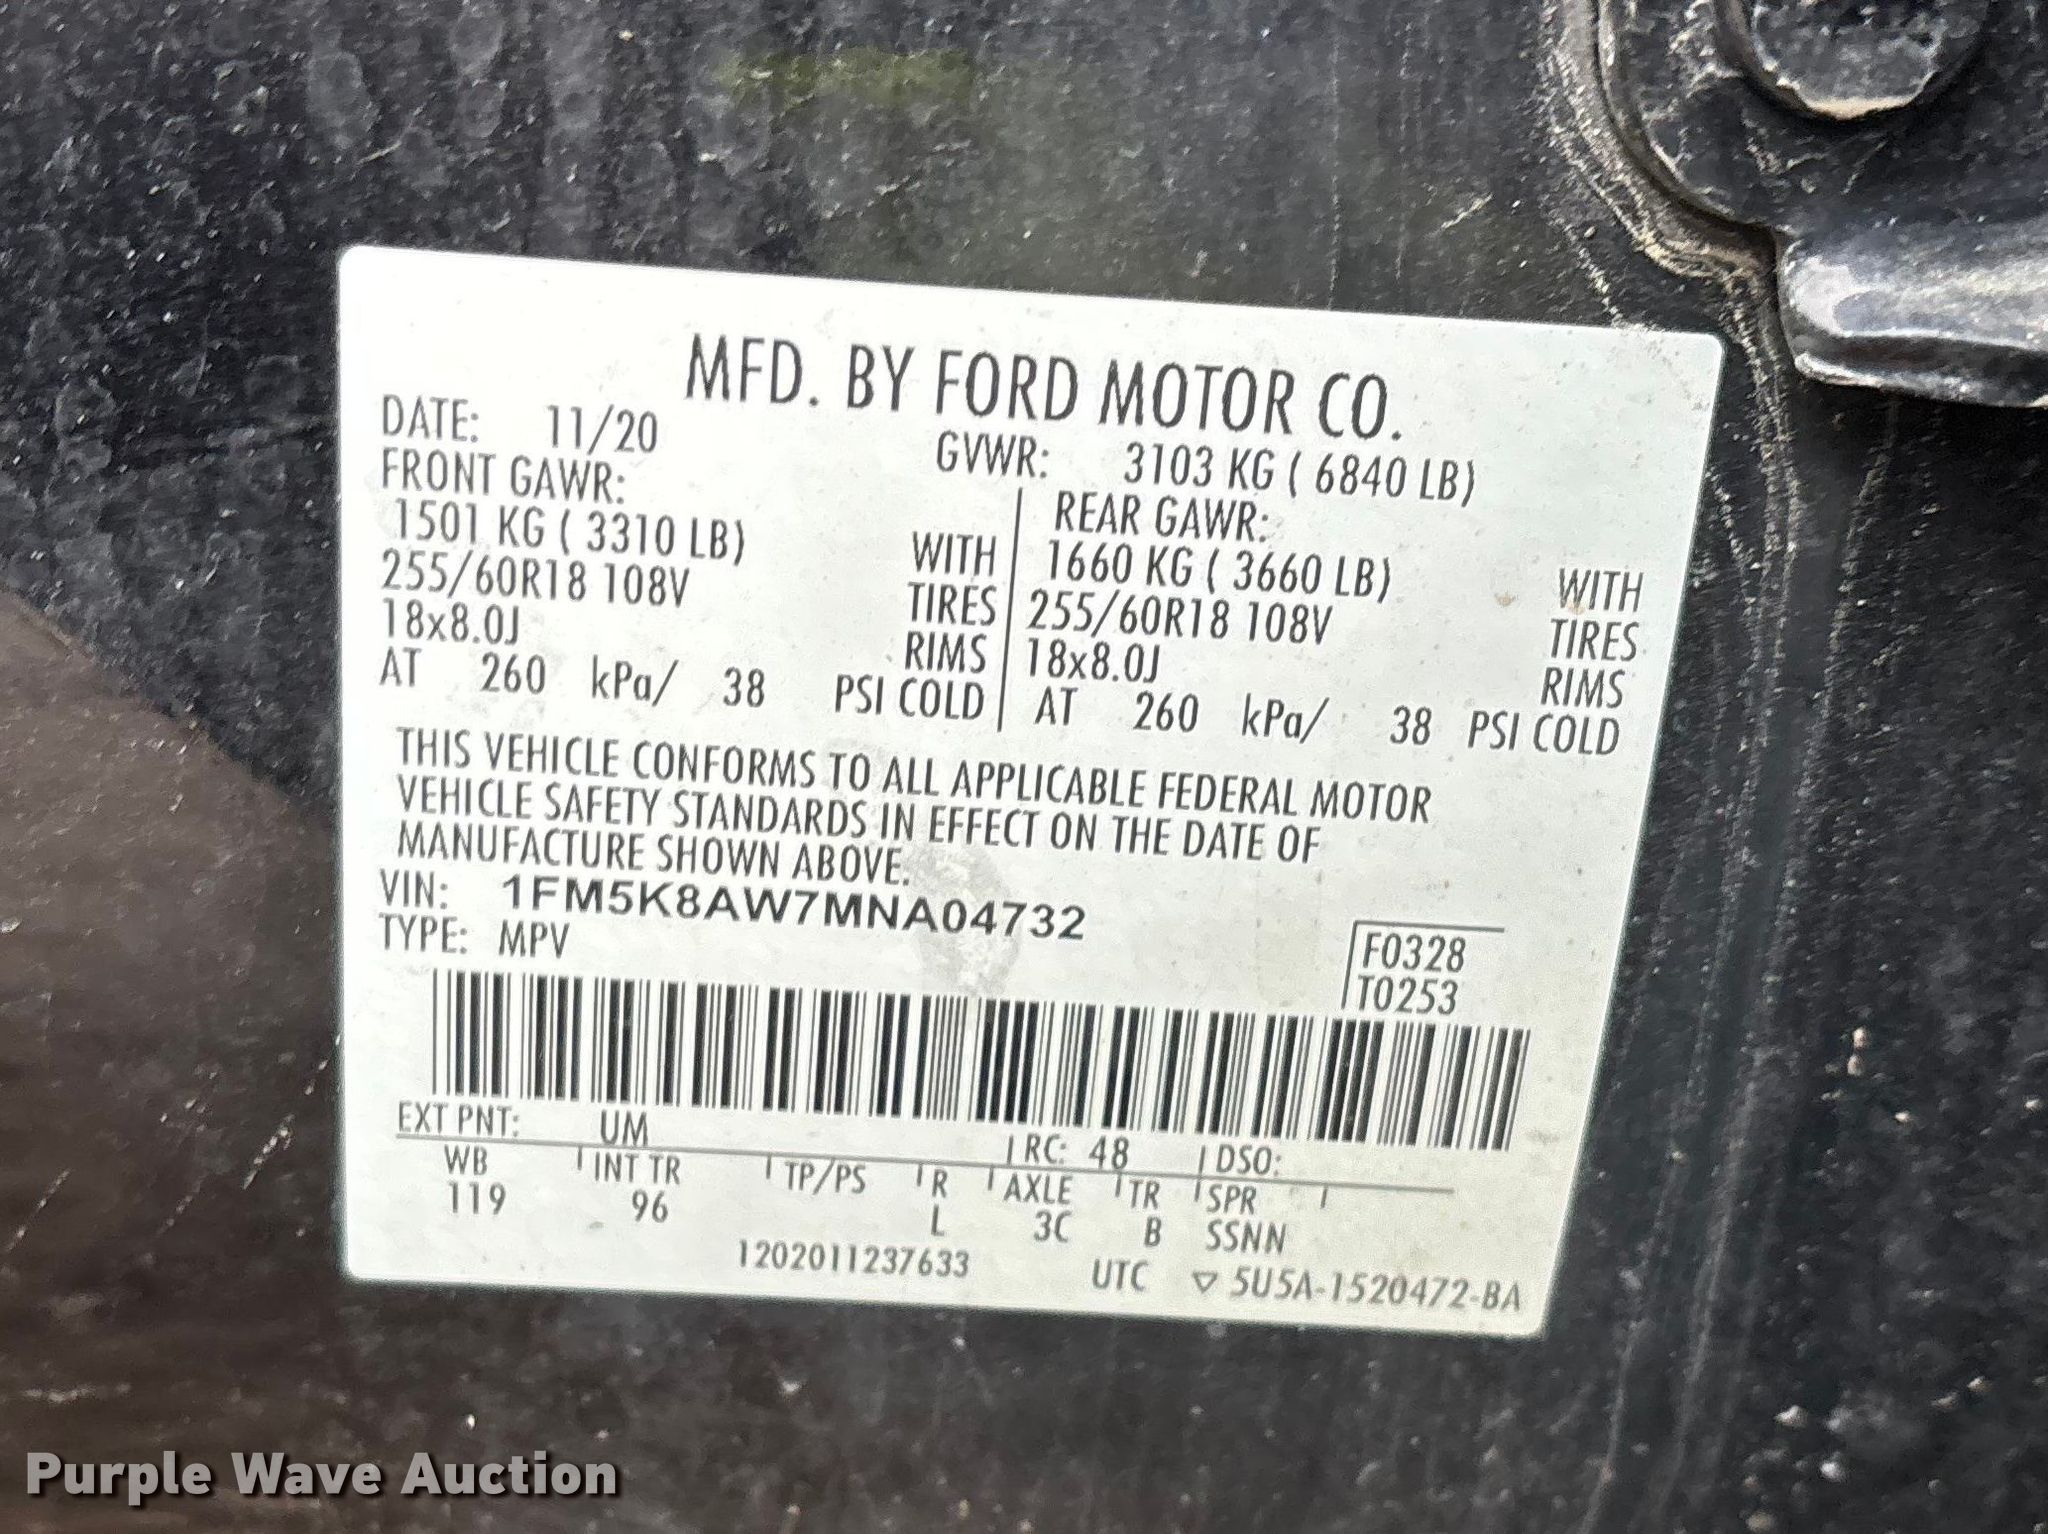 MFD. BY FORD MOTOR CO.
DATE: 11/20 GVWR: 3103 KG ( 6840 LB)
FRONT GAWR: REAR GAWR:
1501 KG ( 3310 LB) WITH 1660 KG ( 3660 LB) WITH
255/60R18 108V TIRES 255/60R18 108V TIRES
18x8.0J RIMS 18x8.0J RIMS
AT 260 kPa/ 38 PSI COLD AT 260 kPa/ 38 PSI COLD
THIS VEHICLE CONFORMS TO ALL APPLICABLE FEDERAL MOTOR
VEHICLE SAFETY STANDARDS IN EFFECT ON THE DATE OF
MANUFACTURE SHOWN ABOVE.
VIN: 1FM5K8AW7MNA04732
TYPE: MPV
F0328
T0253
EXT PNT: UM RC: 48 DSO:
WB INT TR TP/PS R AXLE TR SPR
119 96 L 3C B SSNN
1202011237633 UTC ▽ 5U5A-1520472-BA
Purple Wave Auction